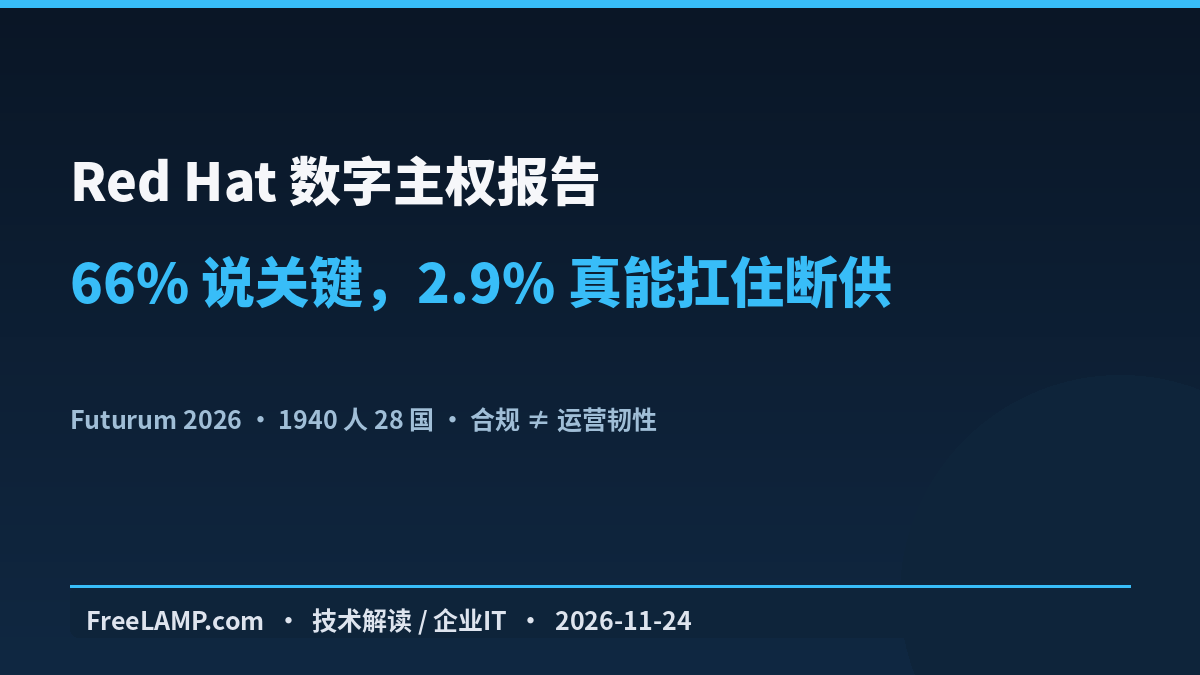 Red Hat 数字主权报告
66% 说关键，2.9% 真能扛住断供
Futurum 2026 · 1940 人 28 国 · 合规 ≠ 运营韧性
FreeLAMP.com · 技术解读 / 企业IT · 2026-11-24